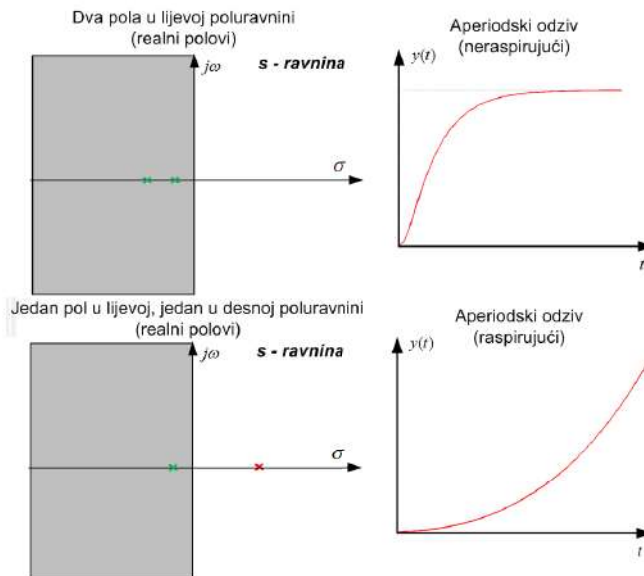 Dva pola u lijevoj poluravnini
(realni polovi)
jω
s - ravnina
σ
Aperiodski odziv
(neraspirujući)
y(t)
t
Jedan pol u lijevoj, jedan u desnoj poluravnini
(realni polovi)
jω
s - ravnina
σ
Aperiodski odziv
(raspirujući)
y(t)
t